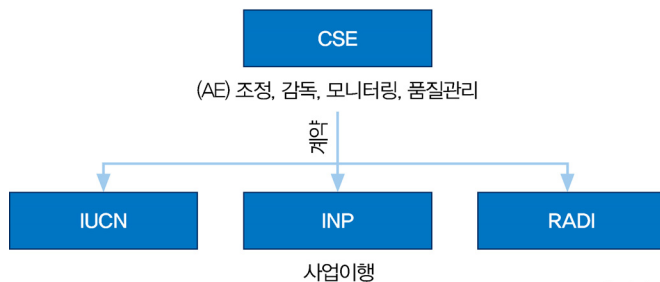 CSE
(AE) 조정, 감독, 모니터링, 품질관리
계약
IUCN
INP
RADI
사업이행